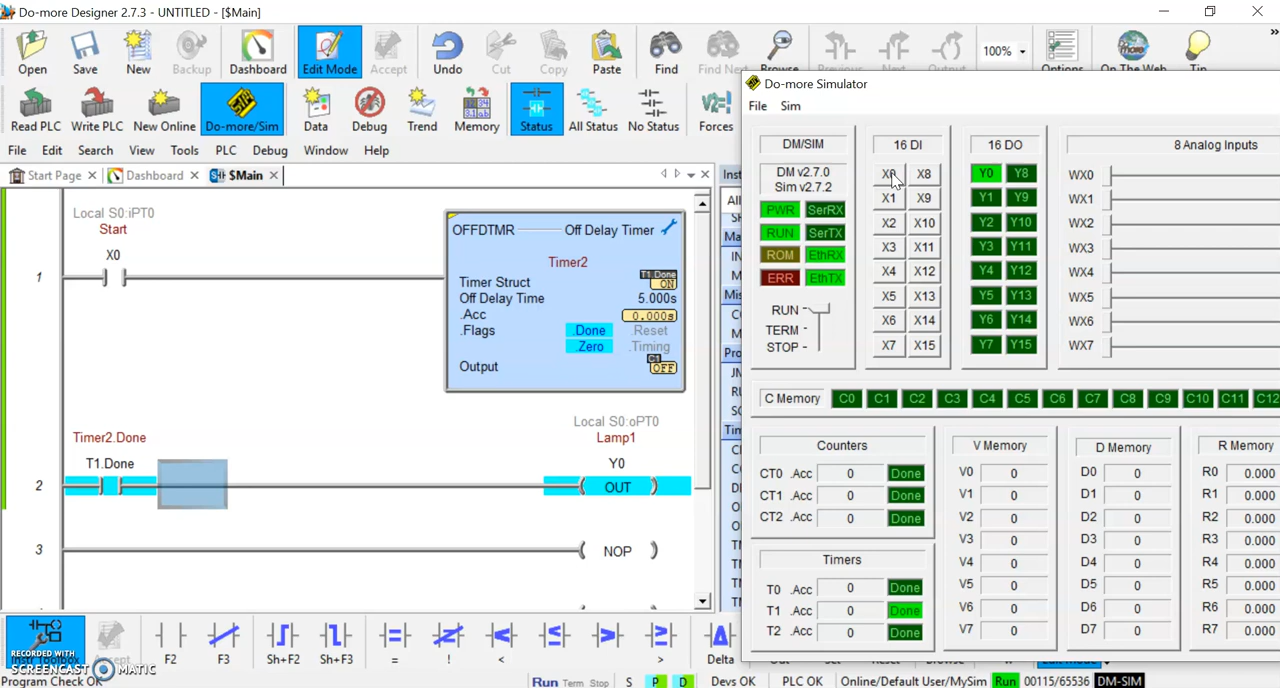 Do-more Designer 2.7.3 - UNTITLED - [$Main]
Open Save New Backup Dashboard Edit Mode Accept Undo Cut Copy Paste Find Find Next Browse 100% Options On The Web
Read PLC Write PLC New Online Do-more/Sim Data Debug Trend Memory Status All Status No Status Forces
File Edit Search View Tools PLC Debug Window Help
Start Page Dashboard $Main
Local S0:iPT0
Start
X0
1
OFFDTMR Off Delay Timer
Timer2
Timer Struct T1.Done ON
Off Delay Time 5.000s
.Acc 0.000s
.Flags .Done .Reset
.Zero .Timing
Output C1 OFF
Local S0:oPT0
Timer2.Done Lamp1
T1.Done Y0
2 OUT
3 NOP
Do-more Simulator
File Sim
DM/SIM 16 DI 16 DO 8 Analog Inputs
DM v2.7.0
Sim v2.7.2
PWR SerRX
RUN SerTX
ROM EthRX
ERR EthTX
RUN -
TERM -
STOP -
X0 X8 Y0 Y8 WX0
X1 X9 Y1 Y9 WX1
X2 X10 Y2 Y10 WX2
X3 X11 Y3 Y11 WX3
X4 X12 Y4 Y12 WX4
X5 X13 Y5 Y13 WX5
X6 X14 Y6 Y14 WX6
X7 X15 Y7 Y15 WX7
C Memory C0 C1 C2 C3 C4 C5 C6 C7 C8 C9 C10 C11 C12
Counters V Memory D Memory R Memory
CT0 .Acc 0 Done V0 0 D0 0 R0 0.000
CT1 .Acc 0 Done V1 0 D1 0 R1 0.000
CT2 .Acc 0 Done V2 0 D2 0 R2 0.000
V3 0 D3 0 R3 0.000
Timers V4 0 D4 0 R4 0.000
T0 .Acc 0 Done V5 0 D5 0 R5 0.000
T1 .Acc 0 Done V6 0 D6 0 R6 0.000
T2 .Acc 0 Done V7 0 D7 0 R7 0.000
F2 F3 Sh+F2 Sh+F3 = ! < > Delta
RECORDED WITH
SCREENCAST MATIC
Program Check OK Run Term Stop S P D Devs OK PLC OK Online/Default User/MySim Run 00115/65536 DM-SIM